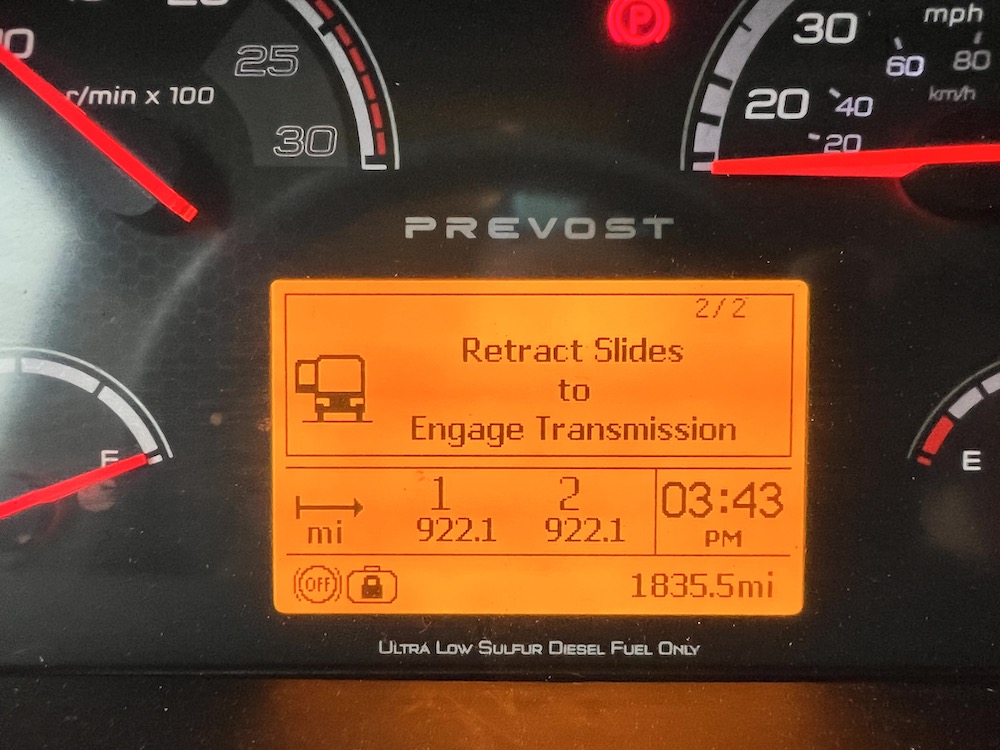 25
30
r/min x 100
P
mph
30
60
80
20
40
km/h
20
PREVOST
2/2
Retract Slides
to
Engage Transmission
F
E
1 2
mi 922.1 922.1
03:43
PM
OFF
1835.5mi
ULTRA LOW SULFUR DIESEL FUEL ONLY